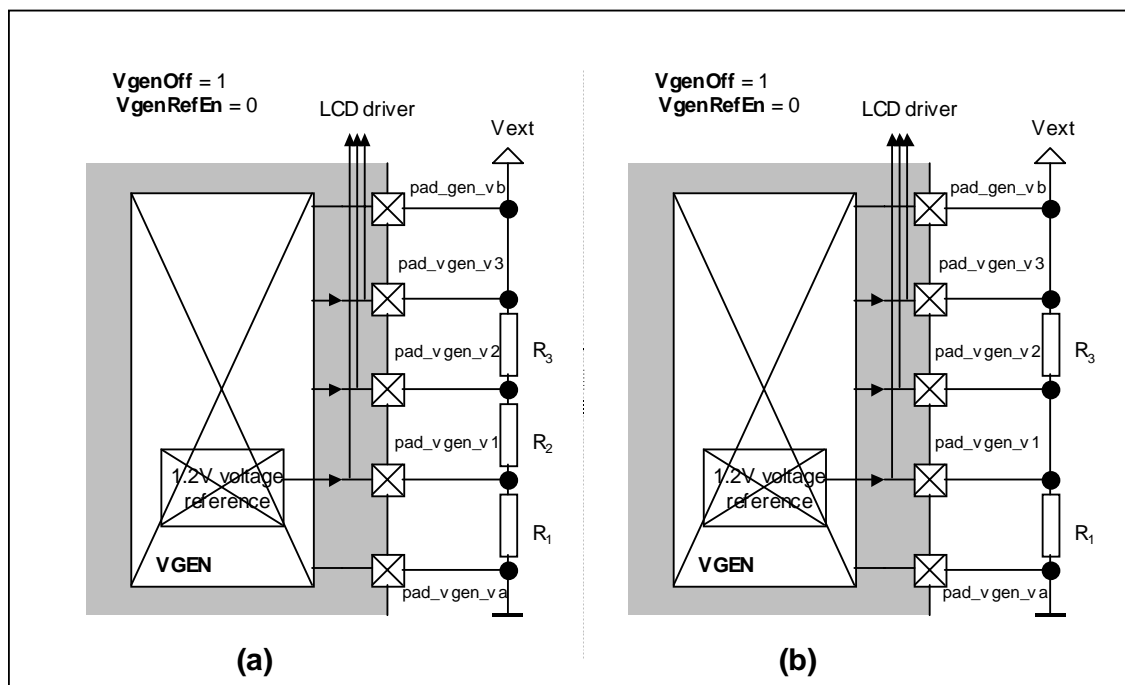 VgenOff = 1
VgenRefEn = 0
LCD driver
Vext
pad_gen_vb
pad_vgen_v3
pad_vgen_v2
R3
pad_vgen_v1
R2
1.2V voltage
reference
R1
VGEN
pad_vgen_va
(a)
VgenOff = 1
VgenRefEn = 0
LCD driver
Vext
pad_gen_vb
pad_vgen_v3
pad_vgen_v2
R3
pad_vgen_v1
1.2V voltage
reference
R1
VGEN
pad_vgen_va
(b)